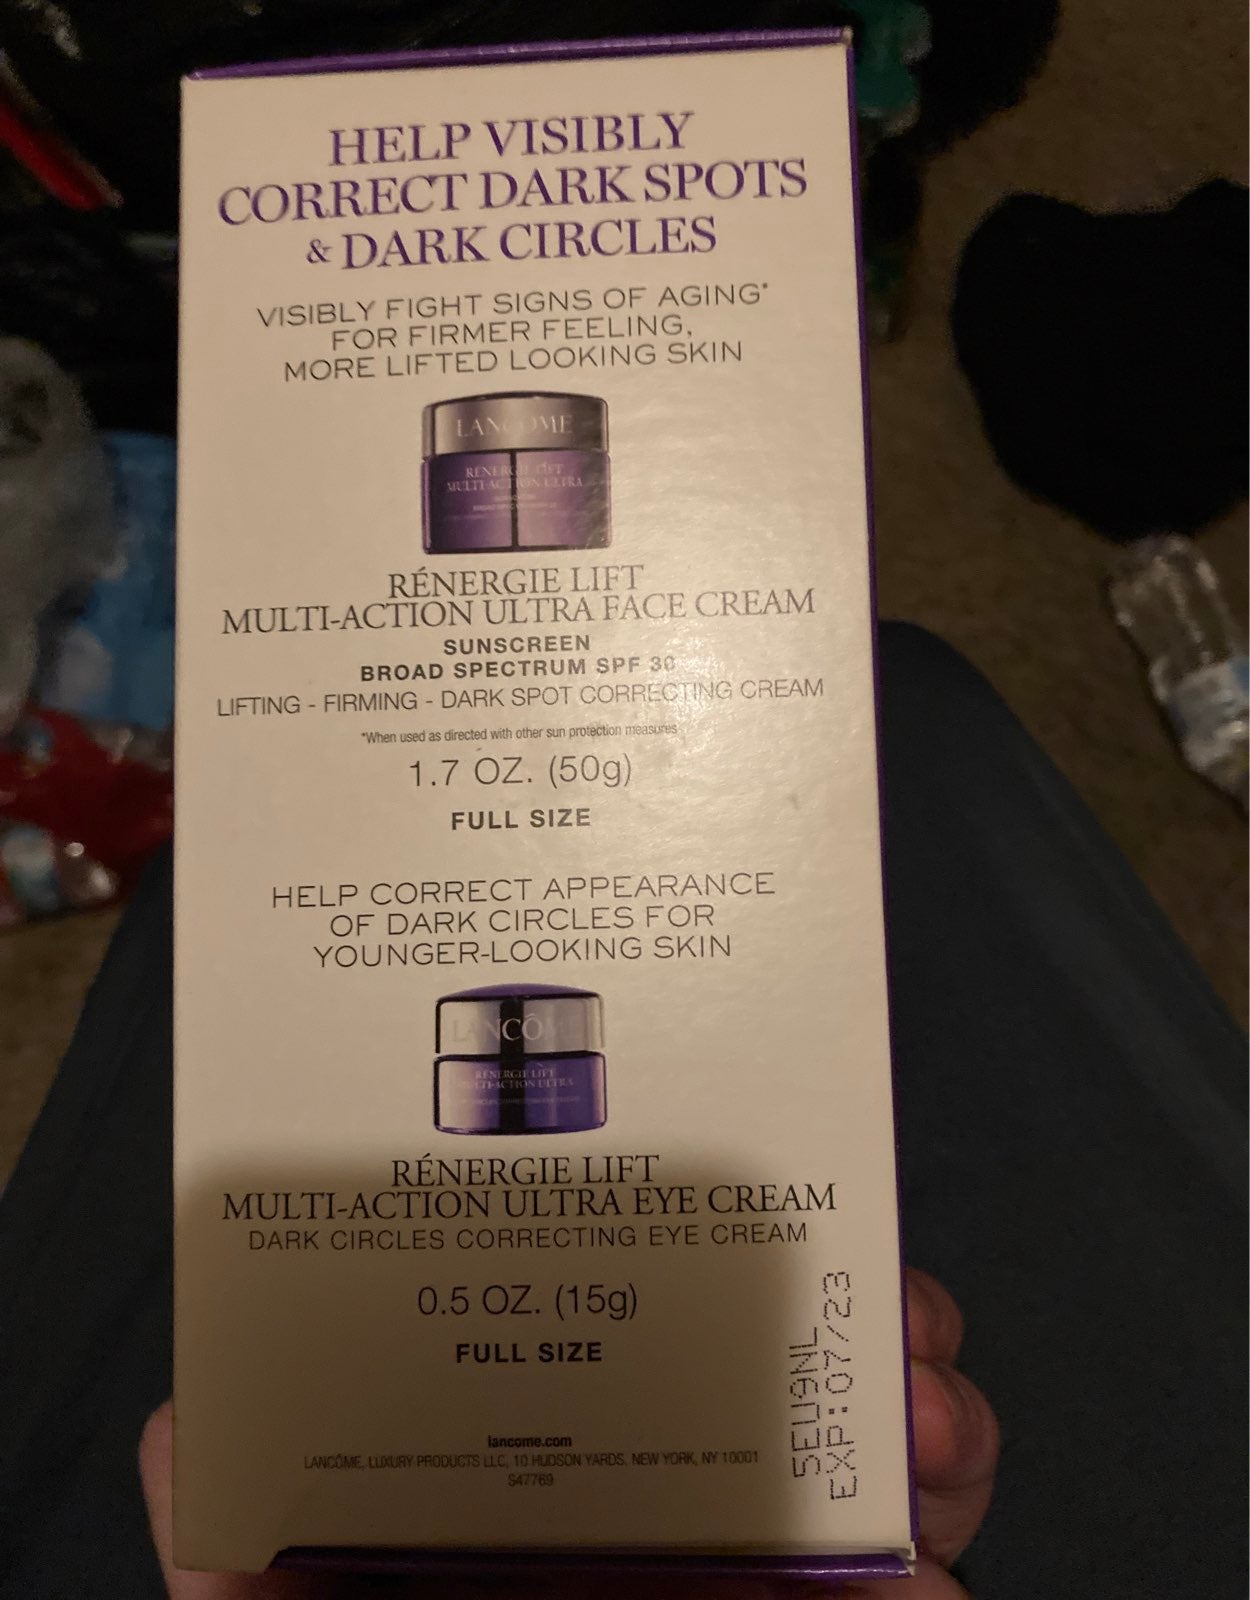 HELP VISIBLY
CORRECT DARK SPOTS
& DARK CIRCLES
VISIBLY FIGHT SIGNS OF AGING*
FOR FIRMER FEELING,
MORE LIFTED LOOKING SKIN
LANCÔME
RÉNERGIE LIFT
MULTI-ACTION ULTRA
RÉNERGIE LIFT
MULTI-ACTION ULTRA FACE CREAM
SUNSCREEN
BROAD SPECTRUM SPF 30
LIFTING - FIRMING - DARK SPOT CORRECTING CREAM
*When used as directed with other sun protection measures
1.7 OZ. (50g)
FULL SIZE
HELP CORRECT APPEARANCE
OF DARK CIRCLES FOR
YOUNGER-LOOKING SKIN
LANCÔME
RÉNERGIE LIFT
MULTI-ACTION ULTRA
RÉNERGIE LIFT
MULTI-ACTION ULTRA EYE CREAM
DARK CIRCLES CORRECTING EYE CREAM
0.5 OZ. (15g)
FULL SIZE
lancome.com
LANCÔME, LUXURY PRODUCTS LLC, 10 HUDSON YARDS, NEW YORK, NY 10001
S47769
5EU9NL
EXP:07/23